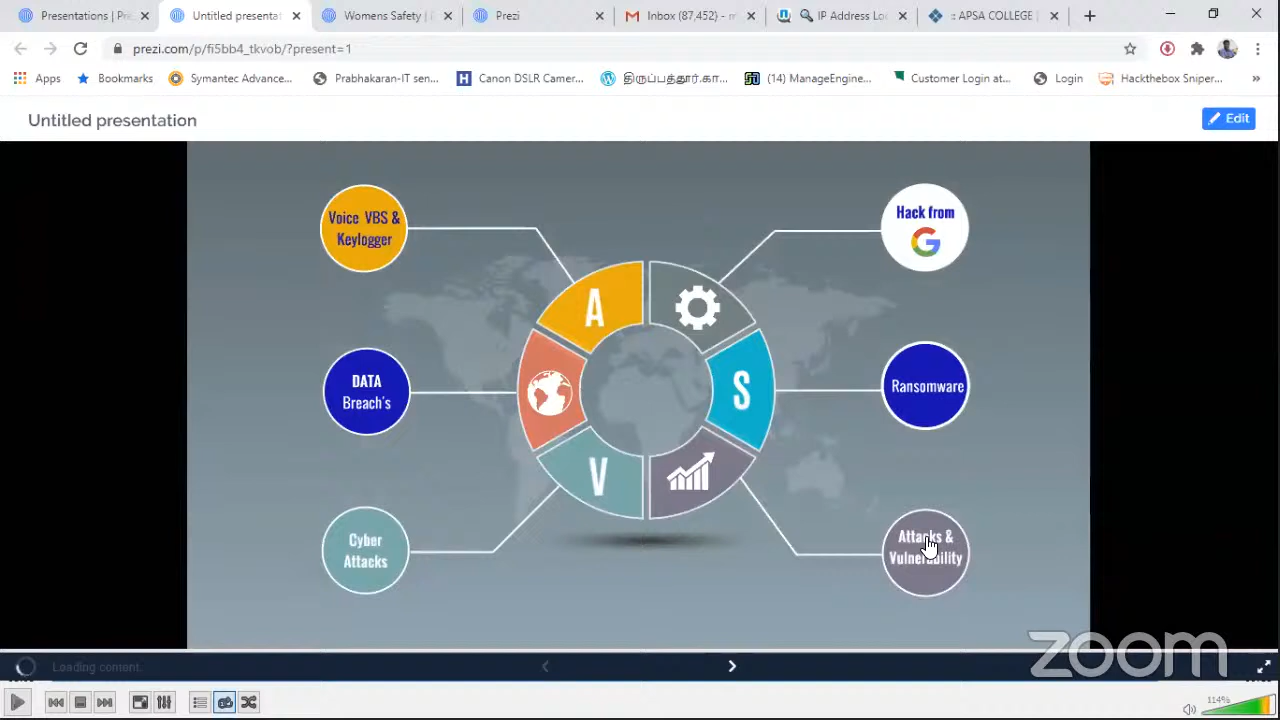 Presentations | Pre
Untitled presenta
Womens Safety | E
Prezi
Inbox (87,452) - m
IP Address Loc
:: APSA COLLEGE |
prezi.com/p/fi5bb4_tkvob/?present=1
Apps
Bookmarks
Symantec Advance...
Prabhakaran-IT sen...
Canon DSLR Camer...
திருப்பத்தூர்.கா...
(14) ManageEngine...
Customer Login at...
Login
Hackthebox Sniper...
»
Untitled presentation
Edit
Voice VBS &
Keylogger
Hack from
G
A
DATA
Breach's
S
Ransomware
V
Cyber
Attacks
Attacks &
Vulnerability
zoom
Loading content.
114%